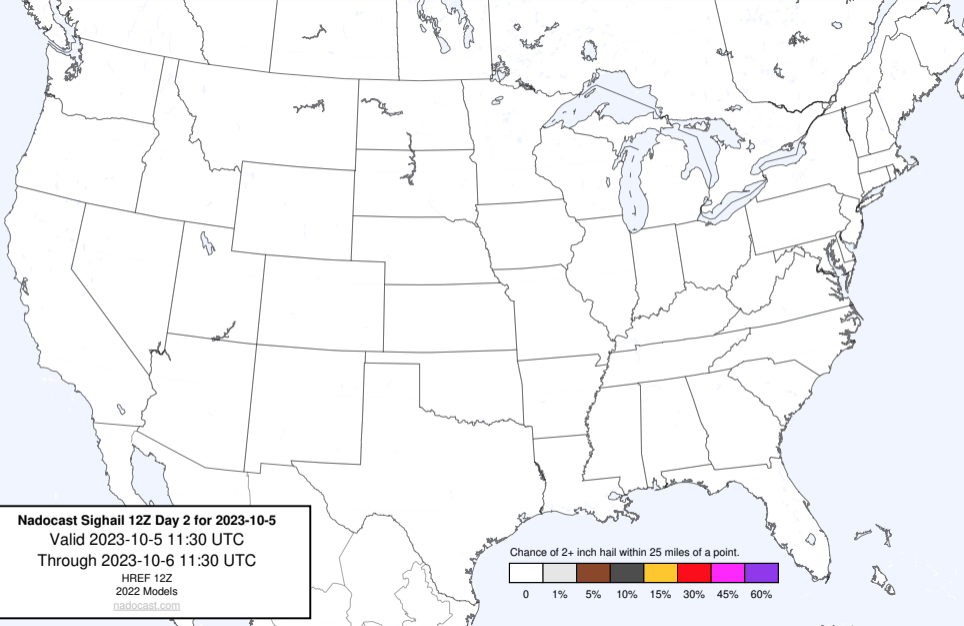 Nadocast Sighail 12Z Day 2 for 2023-10-5
Valid 2023-10-5 11:30 UTC
Through 2023-10-6 11:30 UTC
HREF 12Z
2022 Models
nadocast.com
Chance of 2+ inch hail within 25 miles of a point.
0 1% 5% 10% 15% 30% 45% 60%